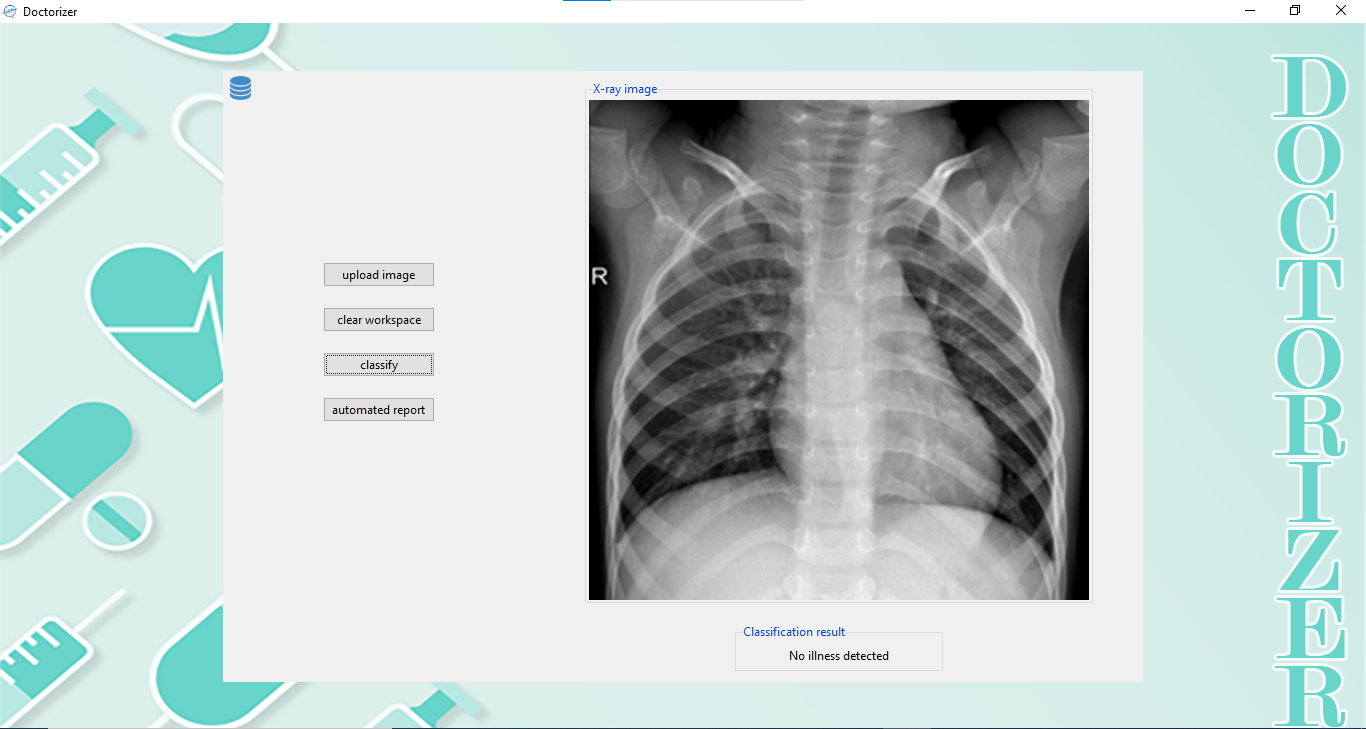 Doctorizer
X-ray image
R
upload image
clear workspace
classify
automated report
Classification result
No illness detected
DOCTORIZER